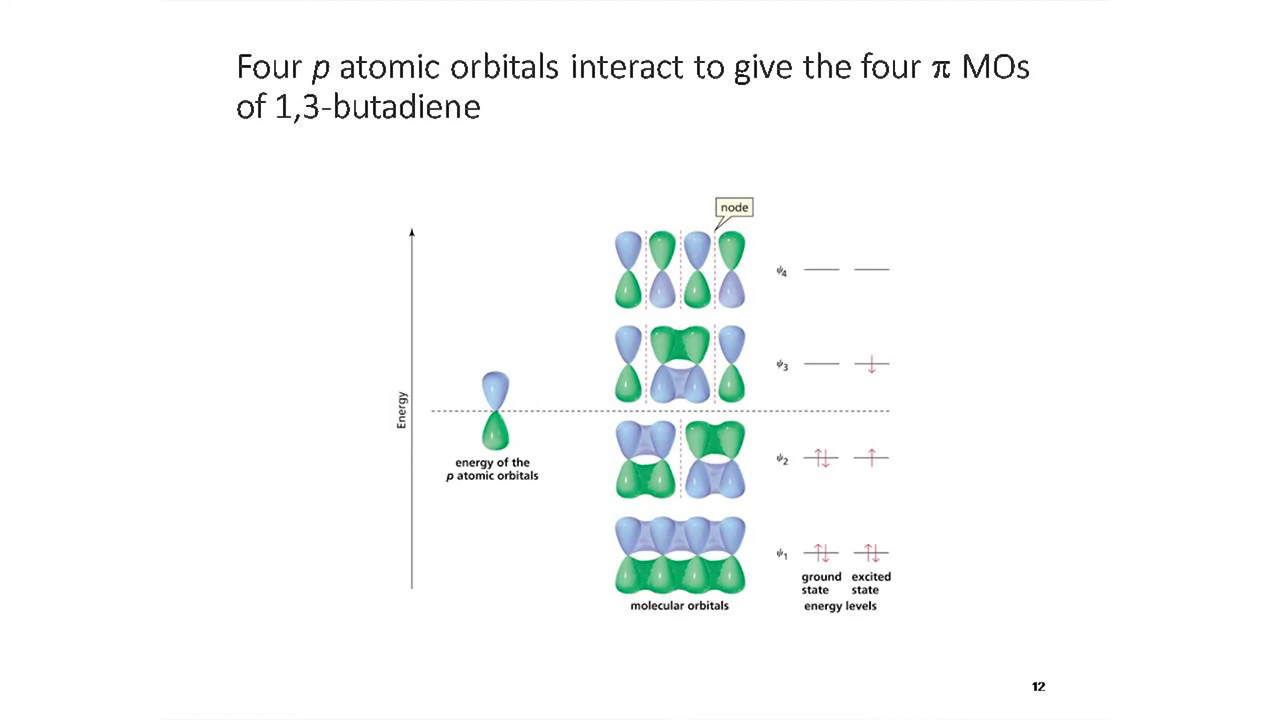 Four p atomic orbitals interact to give the four π MOs
of 1,3-butadiene
node
Energy
energy of the
p atomic orbitals
ψ4
ψ3
ψ2
ψ1
ground excited
state state
energy levels
molecular orbitals
12